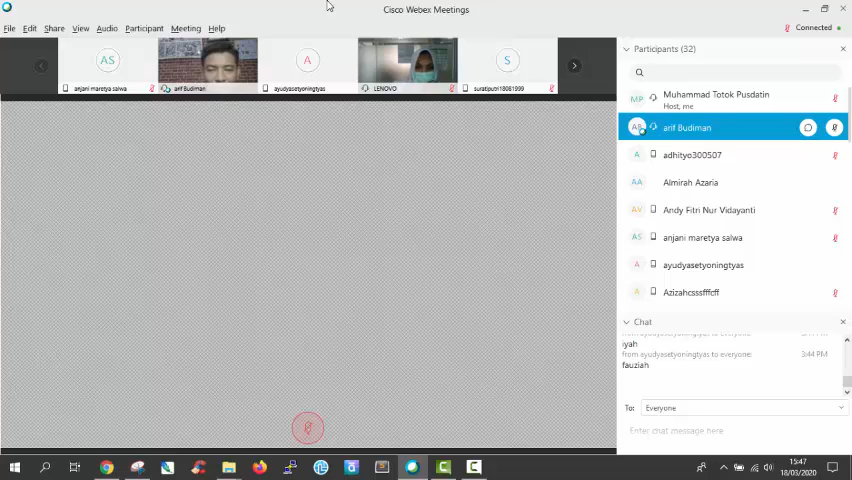 Cisco Webex Meetings
File Edit Share View Audio Participant Meeting Help
Connected
AS
A
S
anjani maretya salwa
arif Budiman
ayudyasetyoningtyas
LENOVO
suratiputri18061999
Participants (32)
MP
Muhammad Totok Pusdatin
Host, me
AB
arif Budiman
A
adhityo300507
AA
Almirah Azaria
AV
Andy Fitri Nur Vidayanti
AS
anjani maretya salwa
A
ayudyasetyoningtyas
A
Azizahcsssfffcff
Chat
iyah
from ayudyasetyoningtyas to everyone:
3:44 PM
fauziah
To:
Everyone
Enter chat message here
15:47
18/03/2020